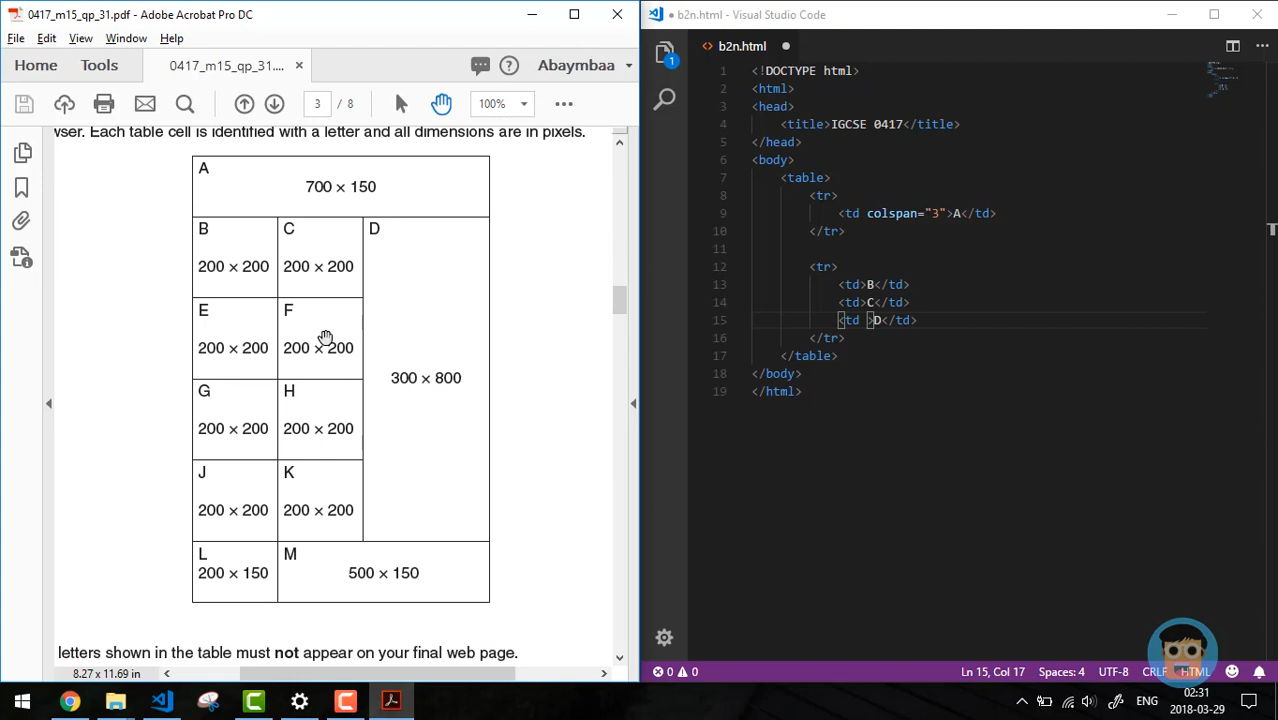 0417_m15_qp_31.pdf - Adobe Acrobat Pro DC
File Edit View Window Help
Home Tools 0417_m15_qp_31.... × Abaymbaa
3 / 8 100%
wser. Each table cell is identified with a letter and all dimensions are in pixels.
A
700 × 150
B C D
200 × 200 200 × 200
E F
200 × 200 200 × 200
300 × 800
G H
200 × 200 200 × 200
J K
200 × 200 200 × 200
L M
200 × 150 500 × 150
letters shown in the table must not appear on your final web page.
8.27 x 11.69 in
● b2n.html - Visual Studio Code
b2n.html
1
1 <!DOCTYPE html>
2 <html>
3 <head>
4 <title>IGCSE 0417</title>
5 </head>
6 <body>
7 <table>
8 <tr>
9 <td colspan="3">A</td>
10 </tr>
11
12 <tr>
13 <td>B</td>
14 <td>C</td>
15 <td >D</td>
16 </tr>
17 </table>
18 </body>
19 </html>
0 0 Ln 15, Col 17 Spaces: 4 UTF-8 CRLF HTML
ENG 02:31
2018-03-29